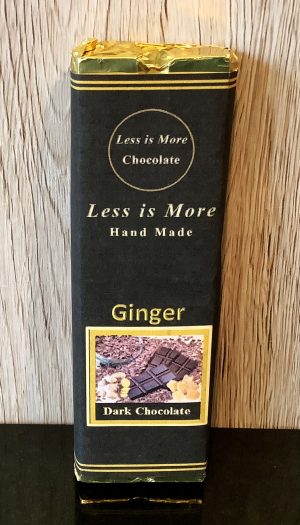 Less is More
Chocolate
Less is More
Hand Made
Ginger
Dark Chocolate